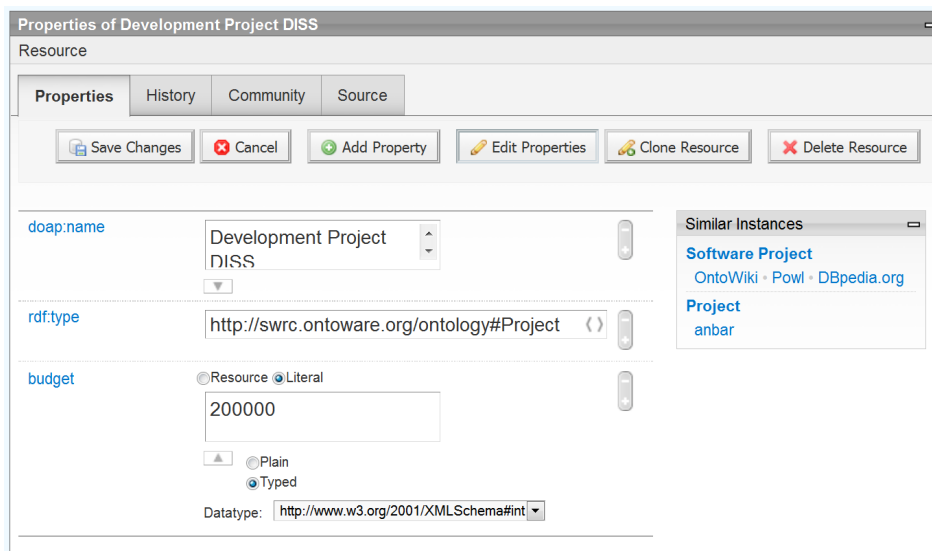 Properties of Development Project DISS
Resource
Properties History Community Source
Save Changes Cancel Add Property Edit Properties Clone Resource Delete Resource
doap:name
Development Project
DISS
rdf:type
http://swrc.ontoware.org/ontology#Project
budget
Resource Literal
200000
Plain
Typed
Datatype: http://www.w3.org/2001/XMLSchema#int
Similar Instances
Software Project
OntoWiki • Powl • DBpedia.org
Project
anbar